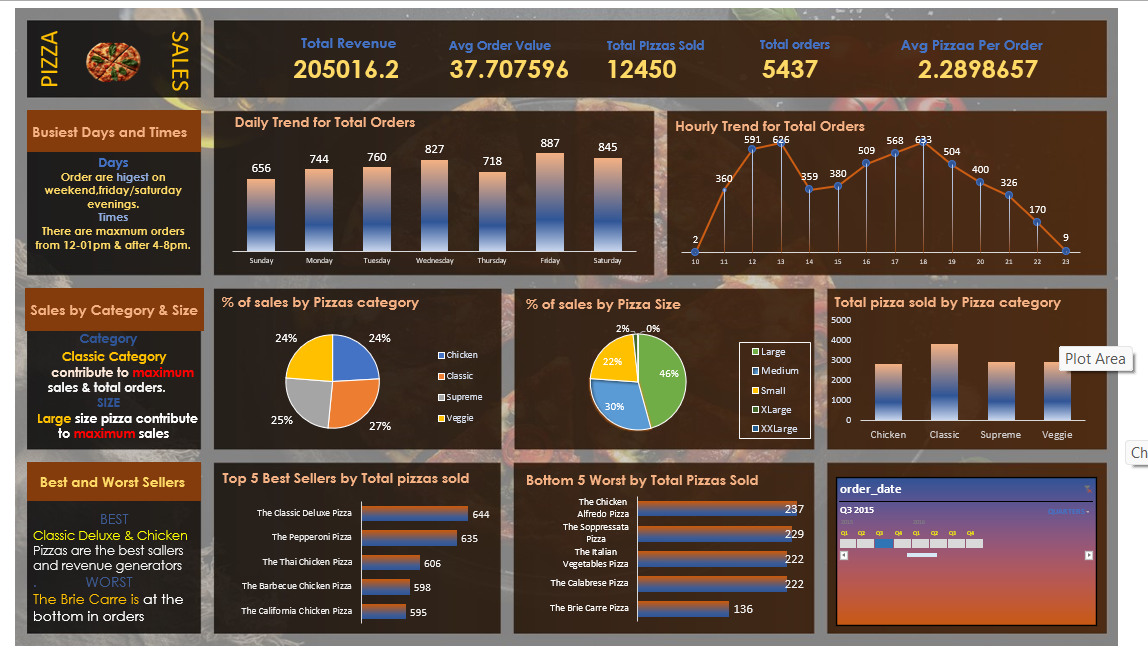 PIZZA
SALES
Total Revenue
205016.2
Avg Order Value
37.707596
Total Pizzas Sold
12450
Total orders
5437
Avg Pizzaa Per Order
2.2898657
Busiest Days and Times
Days
Order are higest on
weekend,friday/saturday
evenings.
Times
There are maxmum orders
from 12-01pm & after 4-8pm.
Daily Trend for Total Orders
656
744
760
827
718
887
845
Sunday
Monday
Tuesday
Wednesday
Thursday
Friday
Saturday
Hourly Trend for Total Orders
2
360
591
626
359
380
509
568
633
504
400
326
170
9
10
11
12
13
14
15
16
17
18
19
20
21
22
23
Sales by Category & Size
Category
Classic Category
contribute to maximum
sales & total orders.
SIZE
Large size pizza contribute
to maximum sales
% of sales by Pizzas category
24%
24%
25%
27%
Chicken
Classic
Supreme
Veggie
% of sales by Pizza Size
2%
0%
22%
46%
30%
Large
Medium
Small
XLarge
XXLarge
Total pizza sold by Pizza category
5000
4000
3000
2000
1000
0
Chicken
Classic
Supreme
Veggie
Plot Area
Ch
Best and Worst Sellers
BEST
Classic Deluxe & Chicken
Pizzas are the best sallers
and revenue generators
. WORST
The Brie Carre is at the
bottom in orders
Top 5 Best Sellers by Total pizzas sold
The Classic Deluxe Pizza 644
The Pepperoni Pizza 635
The Thai Chicken Pizza 606
The Barbecue Chicken Pizza 598
The California Chicken Pizza 595
Bottom 5 Worst by Total Pizzas Sold
The Chicken
Alfredo Pizza 237
The Soppressata
Pizza 229
The Italian
Vegetables Pizza 222
The Calabrese Pizza 222
The Brie Carre Pizza 136
order_date
Q3 2015
QUARTERS
2015 2016
Q1 Q2 Q3 Q4 Q1 Q2 Q3 Q4